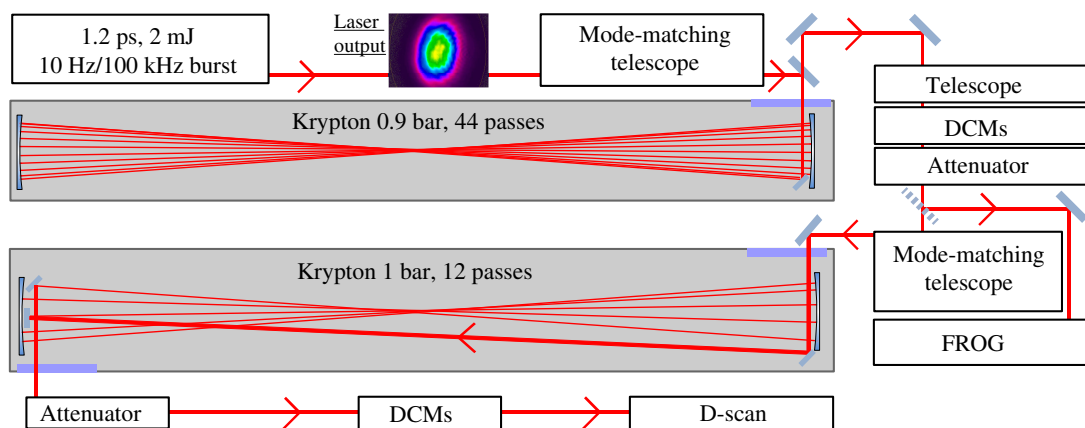 1.2 ps, 2 mJ
10 Hz/100 kHz burst
Laser
output
Mode-matching
telescope
Telescope
DCMs
Attenuator
Krypton 0.9 bar, 44 passes
Mode-matching
telescope
FROG
Krypton 1 bar, 12 passes
Attenuator
DCMs
D-scan